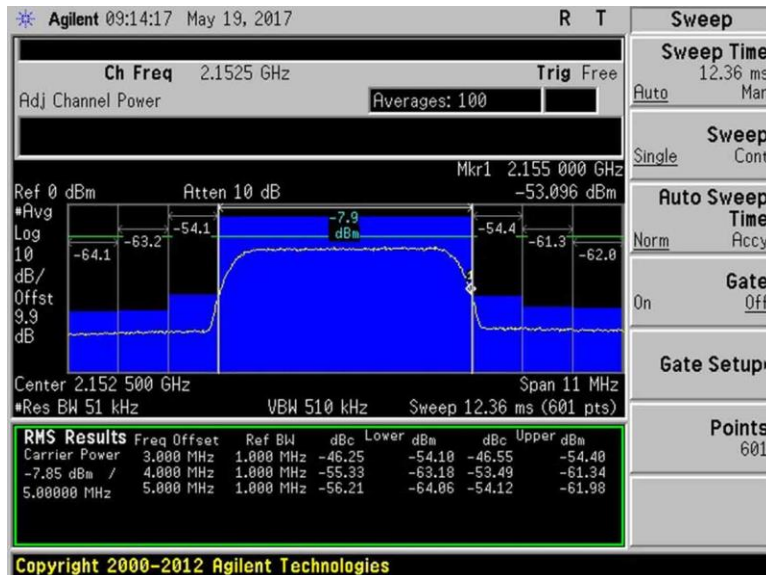 Agilent 09:14:17 May 19, 2017 R T
Ch Freq 2.1525 GHz Trig Free
Adj Channel Power Averages: 100
Mkr1 2.155 000 GHz
Ref 0 dBm Atten 10 dB -53.096 dBm
#Avg
Log
10
dB/
Offst
9.9
dB
-64.1 -63.2 -54.1 -7.9 dBm -54.4 -61.3 -62.0
1
Center 2.152 500 GHz Span 11 MHz
#Res BW 51 kHz VBW 510 kHz Sweep 12.36 ms (601 pts)
RMS Results Freq Offset Ref BW dBc Lower dBm dBc Upper dBm
Carrier Power 3.000 MHz 1.000 MHz -46.25 -54.10 -46.55 -54.40
-7.85 dBm / 4.000 MHz 1.000 MHz -55.33 -63.18 -53.49 -61.34
5.00000 MHz 5.000 MHz 1.000 MHz -56.21 -64.06 -54.12 -61.98
Copyright 2000-2012 Agilent Technologies
Sweep
Sweep Time
12.36 ms
Auto Man
Sweep
Single Cont
Auto Sweep
Time
Norm Accy
Gate
On Off
Gate Setup
Points
601